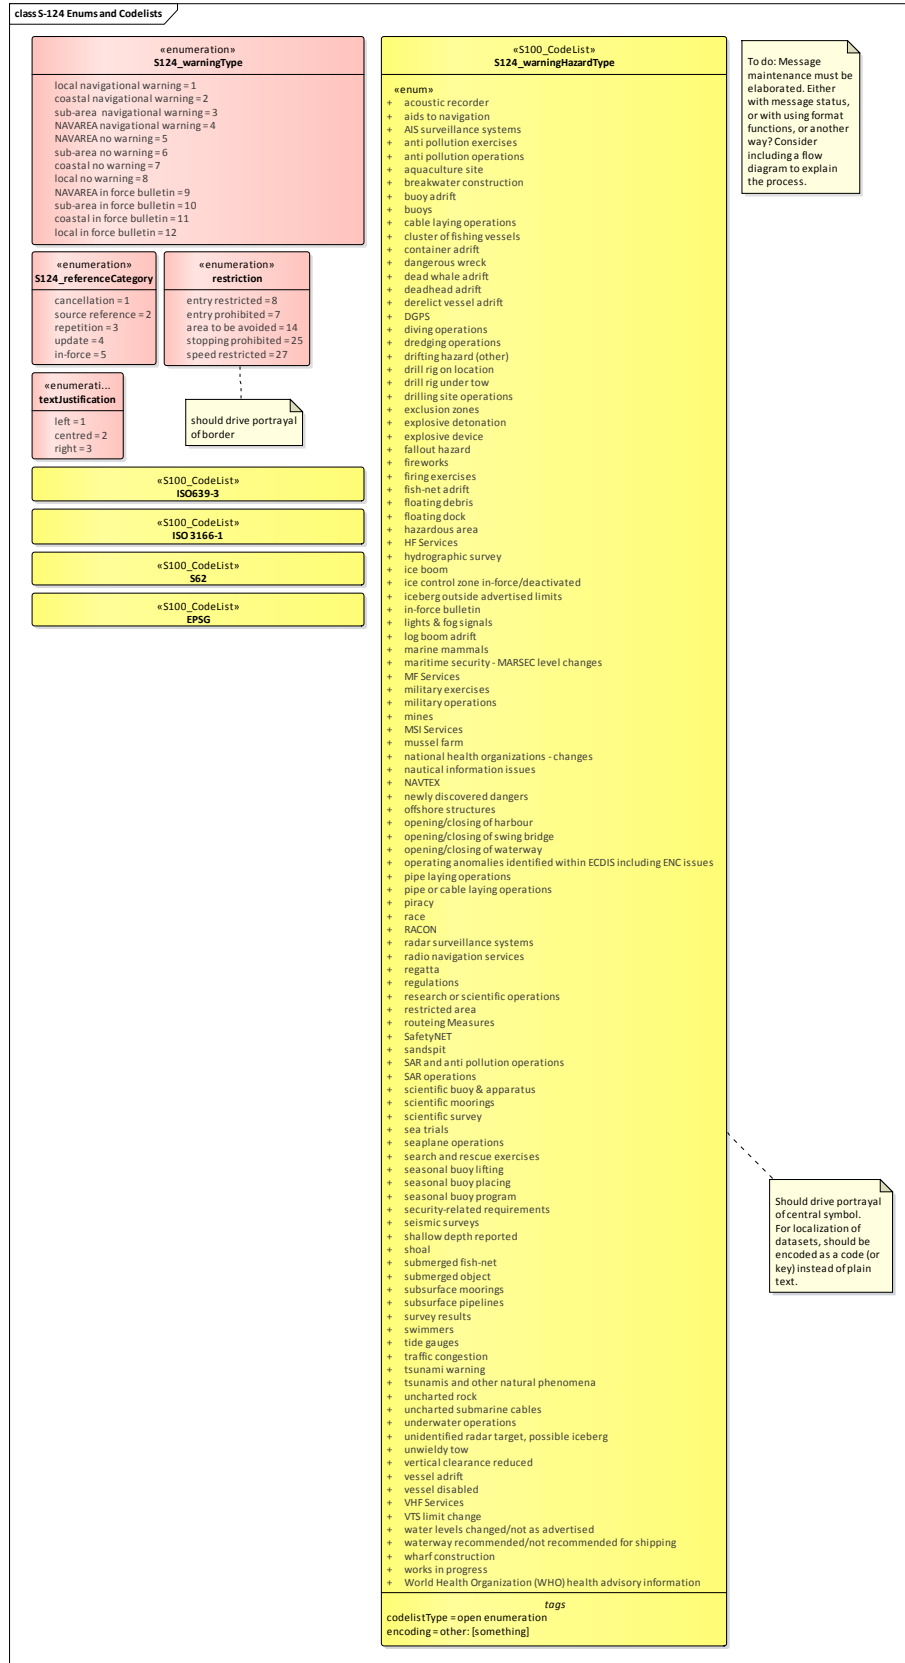 class S-124 Enums and Codelists
«enumeration»
S124_warningType
local navigational warning = 1
coastal navigational warning = 2
sub-area  navigational warning = 3
NAVAREA navigational warning = 4
NAVAREA no warning = 5
sub-area no warning = 6
coastal no warning = 7
local no warning = 8
NAVAREA in force bulletin = 9
sub-area in force bulletin = 10
coastal in force bulletin = 11
local in force bulletin = 12
«enumeration»
S124_referenceCategory
cancellation = 1
source reference = 2
repetition = 3
update = 4
in-force = 5
«enumeration»
restriction
entry restricted = 8
entry prohibited = 7
area to be avoided = 14
stopping prohibited = 25
speed restricted = 27
«enumerati...
textJustification
left = 1
centred = 2
right = 3
should drive portrayal
of border
«S100_CodeList»
ISO639-3
«S100_CodeList»
ISO 3166-1
«S100_CodeList»
S62
«S100_CodeList»
EPSG
«S100_CodeList»
S124_warningHazardType
«enum»
+ acoustic recorder
+ aids to navigation
+ AIS surveillance systems
+ anti pollution exercises
+ anti pollution operations
+ aquaculture site
+ breakwater construction
+ buoy adrift
+ buoys
+ cable laying operations
+ cluster of fishing vessels
+ container adrift
+ dangerous wreck
+ dead whale adrift
+ deadhead adrift
+ derelict vessel adrift
+ DGPS
+ diving operations
+ dredging operations
+ drifting hazard (other)
+ drill rig on location
+ drill rig under tow
+ drilling site operations
+ exclusion zones
+ explosive detonation
+ explosive device
+ fallout hazard
+ fireworks
+ firing exercises
+ fish-net adrift
+ floating debris
+ floating dock
+ hazardous area
+ HF Services
+ hydrographic survey
+ ice boom
+ ice control zone in-force/deactivated
+ iceberg outside advertised limits
+ in-force bulletin
+ lights & fog signals
+ log boom adrift
+ marine mammals
+ maritime security - MARSEC level changes
+ MF Services
+ military exercises
+ military operations
+ mines
+ MSI Services
+ mussel farm
+ national health organizations - changes
+ nautical information issues
+ NAVTEX
+ newly discovered dangers
+ offshore structures
+ opening/closing of harbour
+ opening/closing of swing bridge
+ opening/closing of waterway
+ operating anomalies identified within ECDIS including ENC issues
+ pipe laying operations
+ pipe or cable laying operations
+ piracy
+ race
+ RACON
+ radar surveillance systems
+ radio navigation services
+ regatta
+ regulations
+ research or scientific operations
+ restricted area
+ routeing Measures
+ SafetyNET
+ sandspit
+ SAR and anti pollution operations
+ SAR operations
+ scientific buoy & apparatus
+ scientific moorings
+ scientific survey
+ sea trials
+ seaplane operations
+ search and rescue exercises
+ seasonal buoy lifting
+ seasonal buoy placing
+ seasonal buoy program
+ security-related requirements
+ seismic surveys
+ shallow depth reported
+ shoal
+ submerged fish-net
+ submerged object
+ subsurface moorings
+ subsurface pipelines
+ survey results
+ swimmers
+ tide gauges
+ traffic congestion
+ tsunami warning
+ tsunamis and other natural phenomena
+ uncharted rock
+ uncharted submarine cables
+ underwater operations
+ unidentified radar target, possible iceberg
+ unwieldy tow
+ vertical clearance reduced
+ vessel adrift
+ vessel disabled
+ VHF Services
+ VTS limit change
+ water levels changed/not as advertised
+ waterway recommended/not recommended for shipping
+ wharf construction
+ works in progress
+ World Health Organization (WHO) health advisory information
tags
codelistType = open enumeration
encoding = other: [something]
To do: Message
maintenance must be
elaborated. Either
with message status,
or with using format
functions, or another
way? Consider
including a flow
diagram to explain
the process.
Should drive portrayal
of central symbol.
For localization of
datasets, should be
encoded as a code (or
key) instead of plain
text.